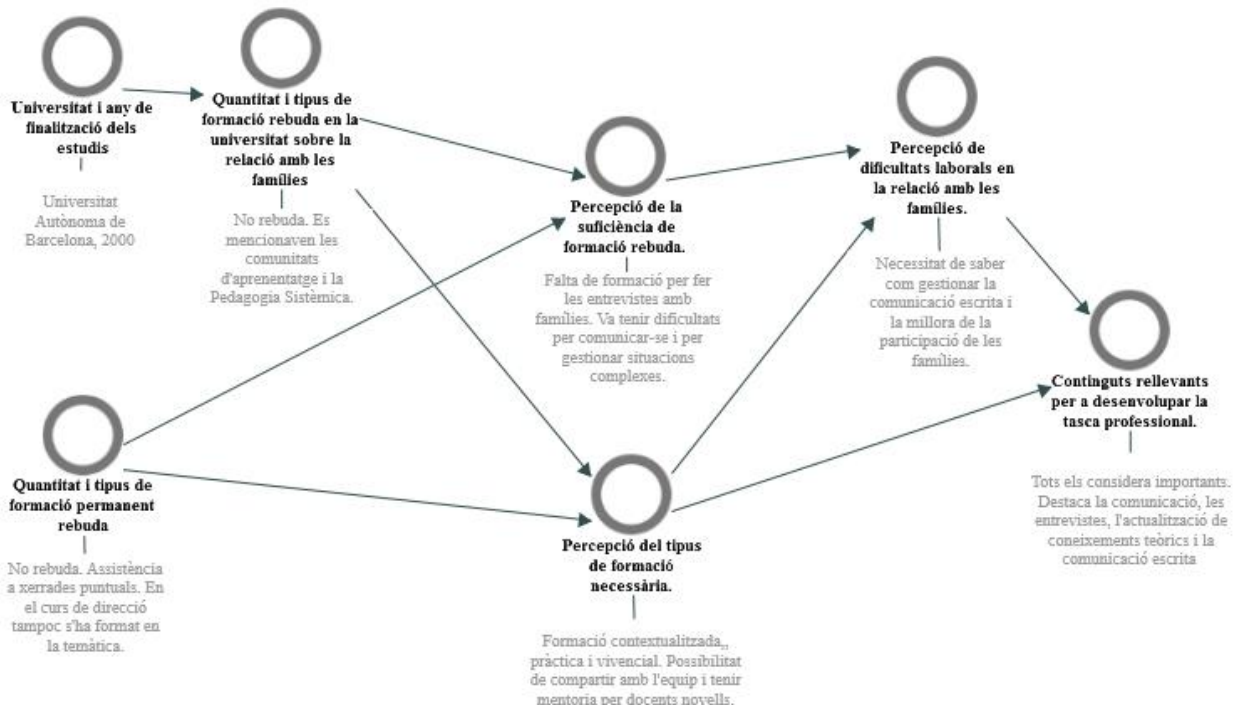 Universitat i any de
finalització dels
estudis
Universitat
Autònoma de
Barcelona, 2000
Quantitat i tipus de
formació rebuda en la
universitat sobre la
relació amb les
famílies
No rebuda. Es
mencionaven les
comunitats
d'aprenentatge i la
Pedagogia Sistèmica.
Percepció de la
suficiència de
formació rebuda.
Falta de formació per fer
les entrevistes amb
famílies. Va tenir dificultats
per comunicar-se i per
gestionar situacions
complexes.
Percepció de
dificultats laborals en
la relació amb les
famílies.
Necessitat de saber
com gestionar la
comunicació escrita i
la millora de la
participació de les
famílies.
Continguts rellevants
per a desenvolupar la
tasca professional.
Tots els considera importants.
Destaca la comunicació, les
entrevistes, l'actualització de
coneixements teòrics i la
comunicació escrita
Quantitat i tipus de
formació permanent
rebuda
No rebuda. Assistència
a xerrades puntuals. En
el curs de direcció
tampoc s'ha format en
la temàtica.
Percepció del tipus
de formació
necessària.
Formació contextualitzada,,
pràctica i vivencial. Possibilitat
de compartir amb l'equip i tenir
mentoria per docents novells.